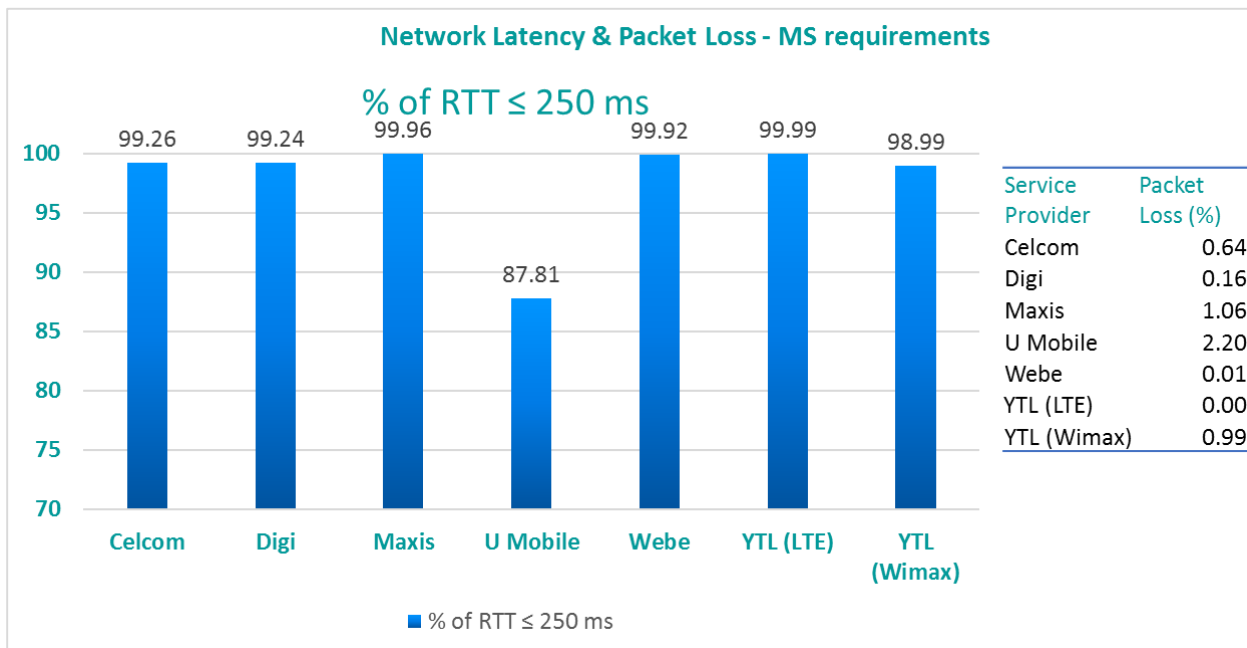 Network Latency & Packet Loss - MS requirements
% of RTT ≤ 250 ms
99.26 99.24 99.96 87.81 99.92 99.99 98.99
100
95
90
85
80
75
70
Celcom Digi Maxis U Mobile Webe YTL (LTE) YTL
(Wimax)
% of RTT ≤ 250 ms
Service Packet
Provider Loss (%)
Celcom 0.64
Digi 0.16
Maxis 1.06
U Mobile 2.20
Webe 0.01
YTL (LTE) 0.00
YTL (Wimax) 0.99